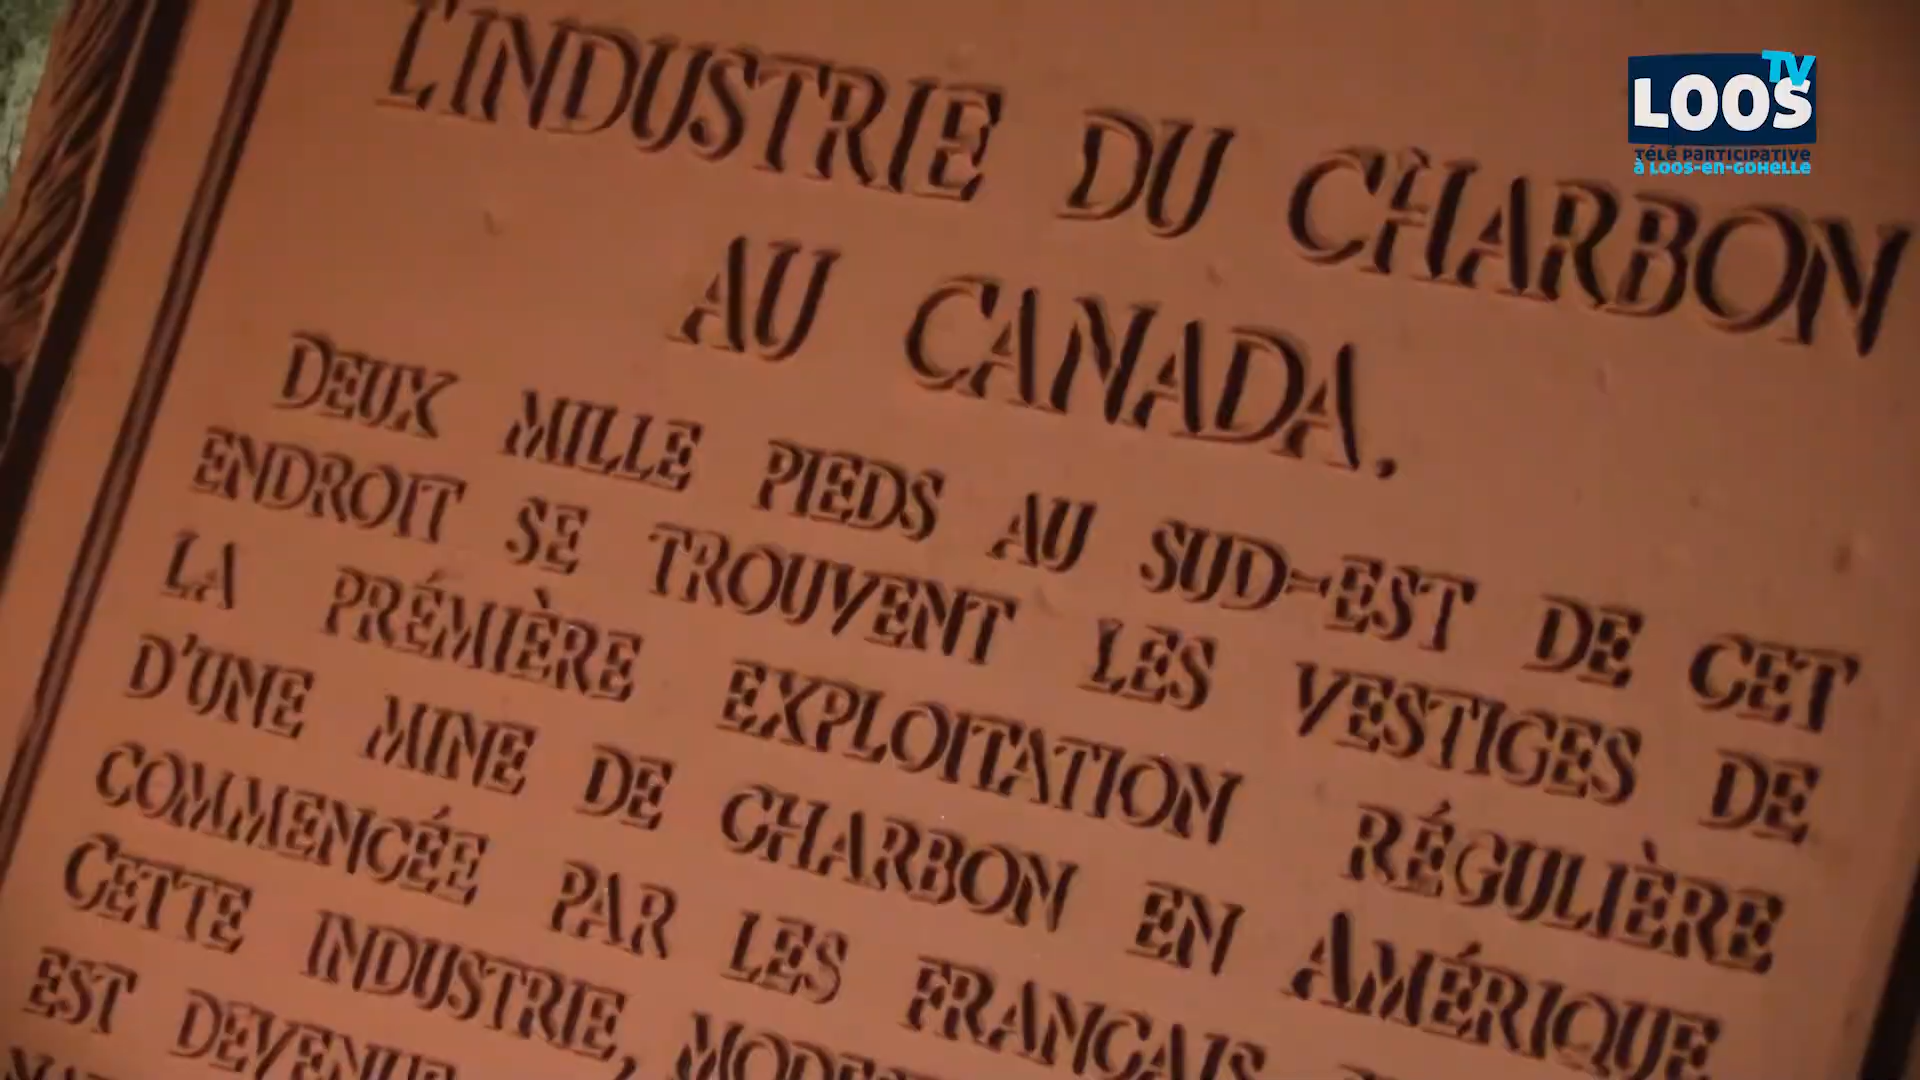 L'INDUSTRIE DU CHARBON
AU CANADA.
DEUX MILLE PIEDS AU SUD-EST DE CET
ENDROIT SE TROUVENT LES VESTIGES DE
LA PRÉMIÈRE EXPLOITATION RÉGULIÈRE
D'UNE MINE DE CHARBON EN AMÉRIQUE
COMMENCÉE PAR LES FRANÇAIS
CETTE INDUSTRIE,
EST DEVENUE
TV
LOOS
TÉLÉ PARTICIPATIVE
à LOOS-en-GOHELLE